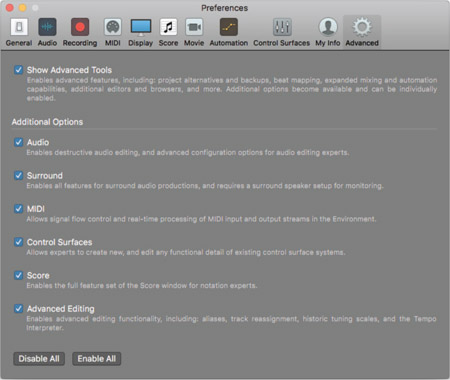 Preferences
General Audio Recording MIDI Display Score Movie Automation Control Surfaces My Info Advanced
Show Advanced Tools
Enables advanced features, including: project alternatives and backups, beat mapping, expanded mixing and automation
capabilities, additional editors and browsers, and more. Additional options become available and can be individually
enabled.
Additional Options
Audio
Enables destructive audio editing, and advanced configuration options for audio editing experts.
Surround
Enables all features for surround audio productions, and requires a surround speaker setup for monitoring.
MIDI
Allows signal flow control and real-time processing of MIDI input and output streams in the Environment.
Control Surfaces
Allows experts to create new, and edit any functional detail of existing control surface systems.
Score
Enables the full feature set of the Score window for notation experts.
Advanced Editing
Enables advanced editing functionality, including: aliases, track reassignment, historic tuning scales, and the Tempo
Interpreter.
Disable All Enable All